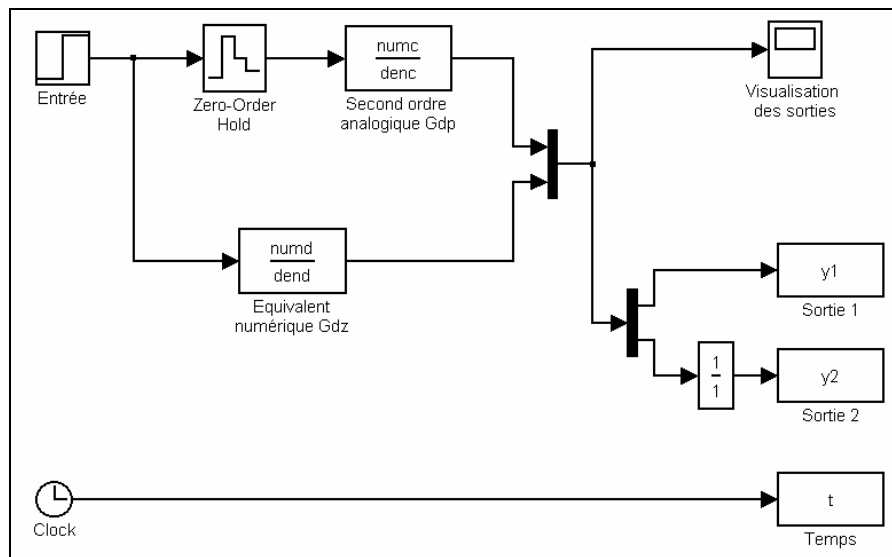 Entrée
Zero-Order
Hold
numc
denc
Second ordre
analogique Gdp
Visualisation
des sorties
numd
dend
Equivalent
numérique Gdz
y1
Sortie 1
1
1
y2
Sortie 2
Clock
t
Temps